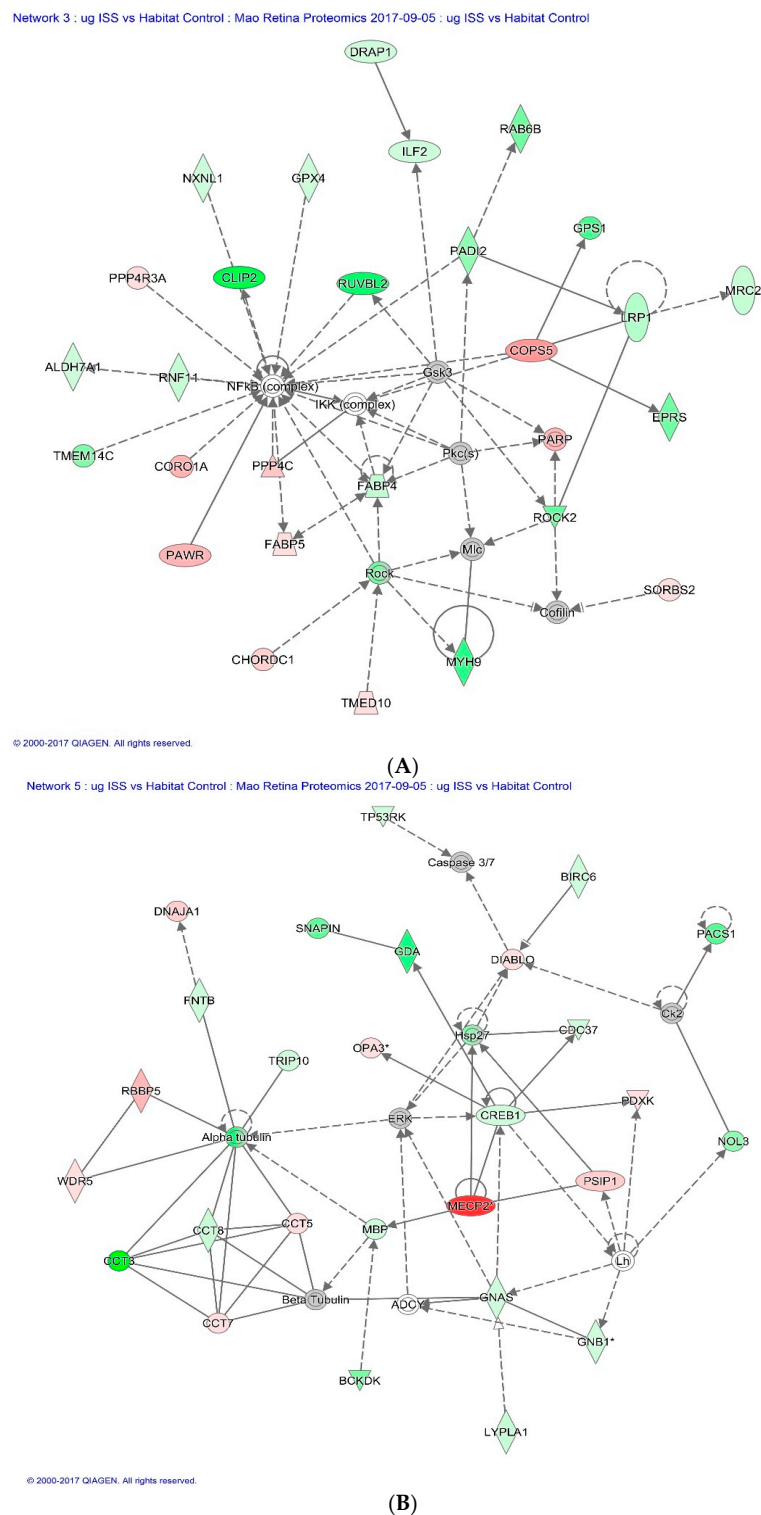 Network 3 : ug ISS vs Habitat Control : Mao Retina Proteomics 2017-09-05 : ug ISS vs Habitat Control
DRAP1
RAB6B
ILF2
NXNL1
GPX4
GPS1
PADI2
PPP4R3A
CLIP2
RUVBL2
MRC2
LRP1
COPS5
ALDH7A1
RNF11
NFkB (complex)
Gsk3
IKK (complex)
EPRS
TMEM14C
CORO1A
PPP4C
Pkc(s)
PARP
FABP4
ROCK2
PAWR
FABP5
Mlc
Rock
SORBS2
Cofilin
CHORDC1
MYH9
TMED10
© 2000-2017 QIAGEN. All rights reserved.
(A)
Network 5 : ug ISS vs Habitat Control : Mao Retina Proteomics 2017-09-05 : ug ISS vs Habitat Control
TP53RK
Caspase 3/7
BIRC6
DNAJA1
SNAPIN
GDA
PACS1
DIABLO
FNTB
Ck2
Hsp27
CDC37
OPA3*
TRIP10
RBBP5
PDXK
ERK
CREB1
Alpha tubulin
NOL3
WDR5
PSIP1
MECP2*
CCT8
CCT5
MBP
CCT3
Lh
Beta Tubulin
ADCY
GNAS
CCT7
GNB1*
BCKDK
LYPLA1
© 2000-2017 QIAGEN. All rights reserved.
(B)